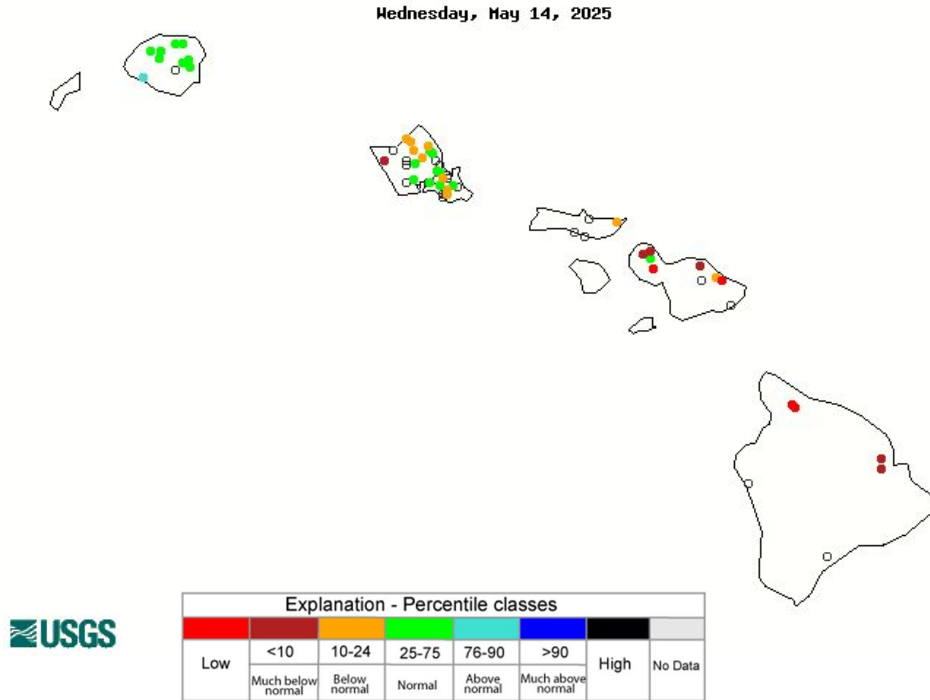 Wednesday, May 14, 2025
USGS
Explanation - Percentile classes
Low
<10
10-24
25-75
76-90
>90
High
No Data
Much below
normal
Below
normal
Normal
Above
normal
Much above
normal